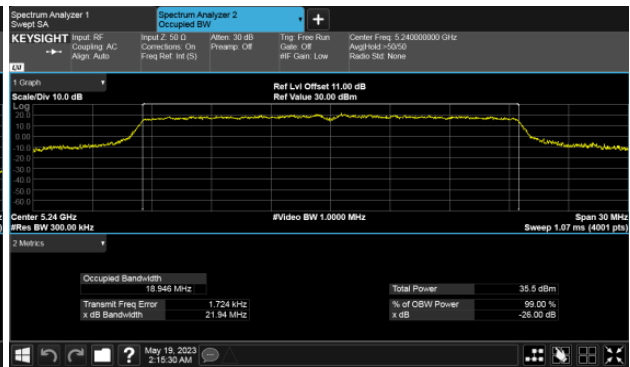 Spectrum Analyzer 1
Swept SA
Spectrum Analyzer 2
Occupied BW
+
KEYSIGHT
Input: RF
Coupling: AC
Align: Auto
Input Z: 50 Ω
Corrections: On
Freq Ref: Int (S)
Atten: 30 dB
Preamp: Off
Trig: Free Run
Gate: Off
#IF Gain: Low
Center Freq: 5.240000000 GHz
Avg|Hold:>50/50
Radio Std: None
LXI
1 Graph
Scale/Div 10.0 dB
Ref Lvl Offset 11.00 dB
Ref Value 30.00 dBm
Log
20.0
10.0
0.00
-10.0
-20.0
-30.0
-40.0
-50.0
-60.0
Center 5.24 GHz
#Res BW 300.00 kHz
#Video BW 1.0000 MHz
Span 30 MHz
Sweep 1.07 ms (4001 pts)
2 Metrics
Occupied Bandwidth
18.946 MHz
Transmit Freq Error 1.724 kHz
x dB Bandwidth 21.94 MHz
Total Power 35.5 dBm
% of OBW Power 99.00 %
x dB -26.00 dB
?
May 19, 2023
2:15:30 AM